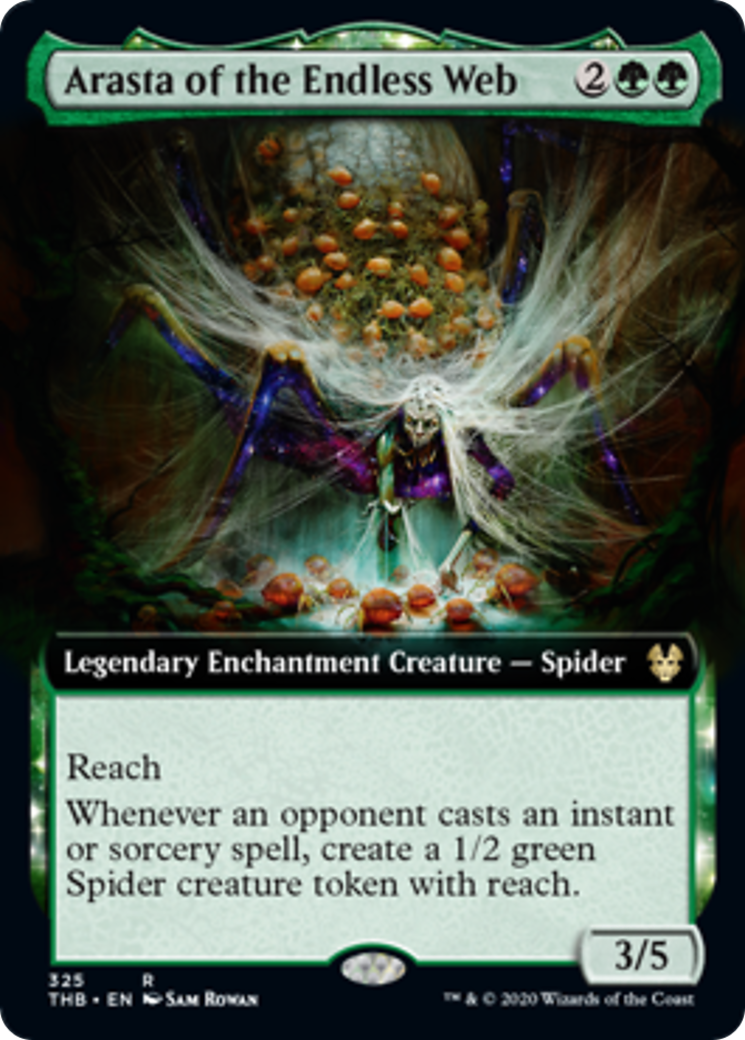 Arasta of the Endless Web 2
Legendary Enchantment Creature — Spider
Reach
Whenever an opponent casts an instant
or sorcery spell, create a 1/2 green
Spider creature token with reach.
3/5
325 R
THB • EN Sam Rowan ™ & © 2020 Wizards of the Coast